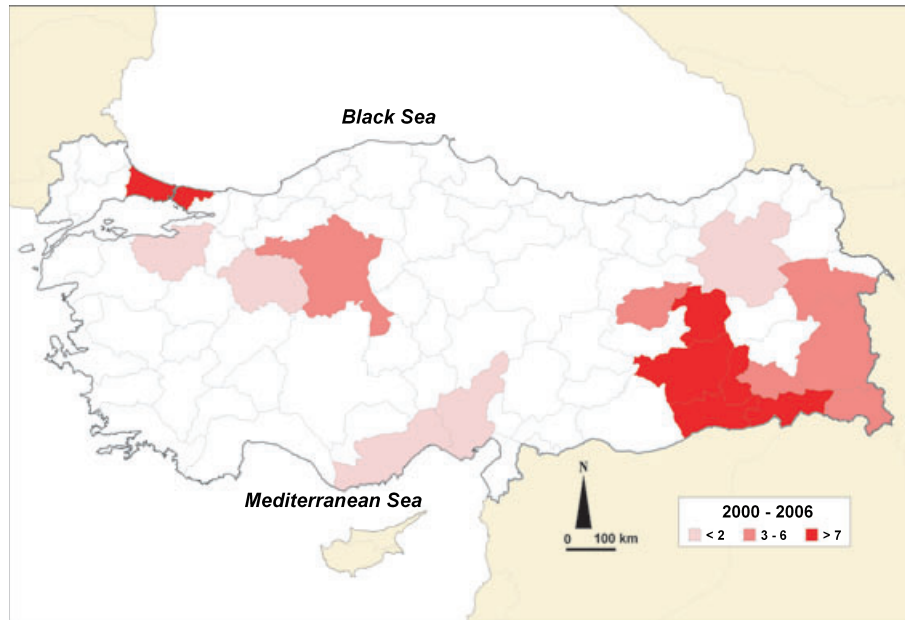 Black Sea
Mediterranean Sea
N
0 100 km
2000 - 2006
< 2 3 - 6 > 7